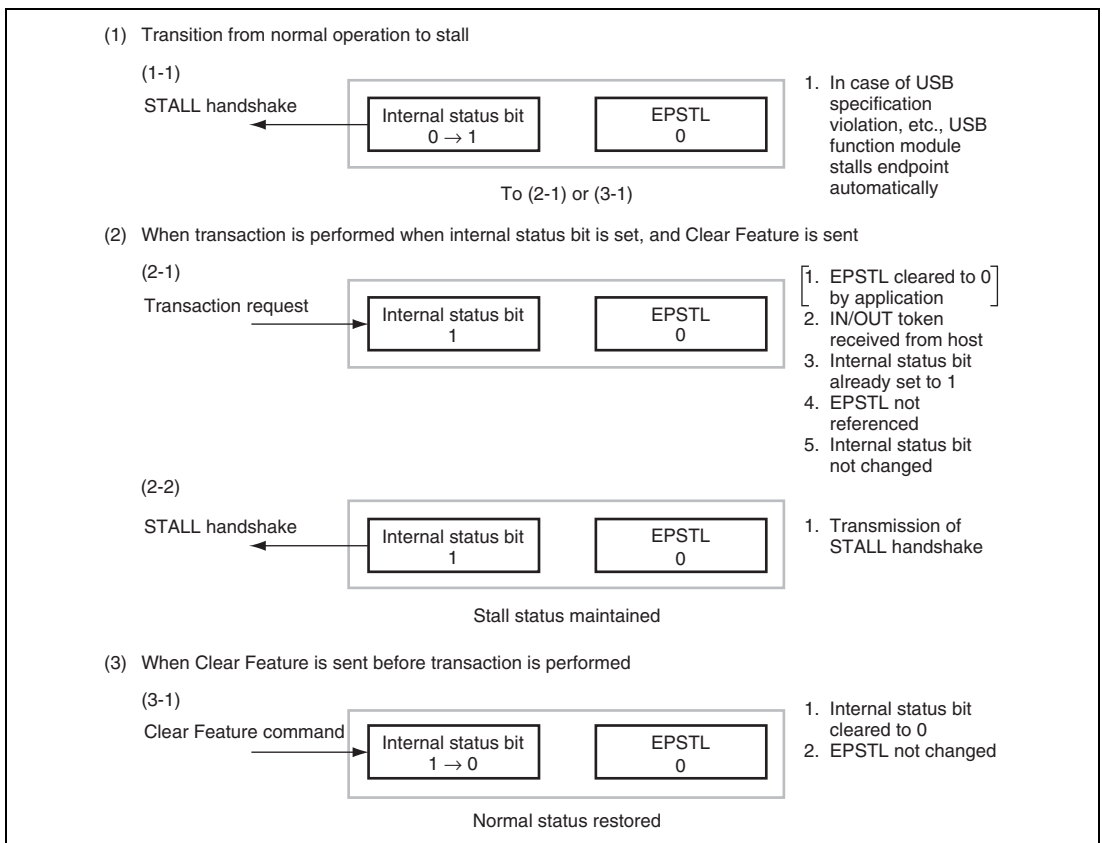 (1) Transition from normal operation to stall
(1-1)
STALL handshake
Internal status bit
0 → 1
EPSTL
0
1. In case of USB
specification
violation, etc., USB
function module
stalls endpoint
automatically
To (2-1) or (3-1)
(2) When transaction is performed when internal status bit is set, and Clear Feature is sent
(2-1)
Transaction request
Internal status bit
1
EPSTL
0
1. EPSTL cleared to 0
by application
2. IN/OUT token
received from host
3. Internal status bit
already set to 1
4. EPSTL not
referenced
5. Internal status bit
not changed
(2-2)
STALL handshake
Internal status bit
1
EPSTL
0
1. Transmission of
STALL handshake
Stall status maintained
(3) When Clear Feature is sent before transaction is performed
(3-1)
Clear Feature command
Internal status bit
1 → 0
EPSTL
0
1. Internal status bit
cleared to 0
2. EPSTL not changed
Normal status restored